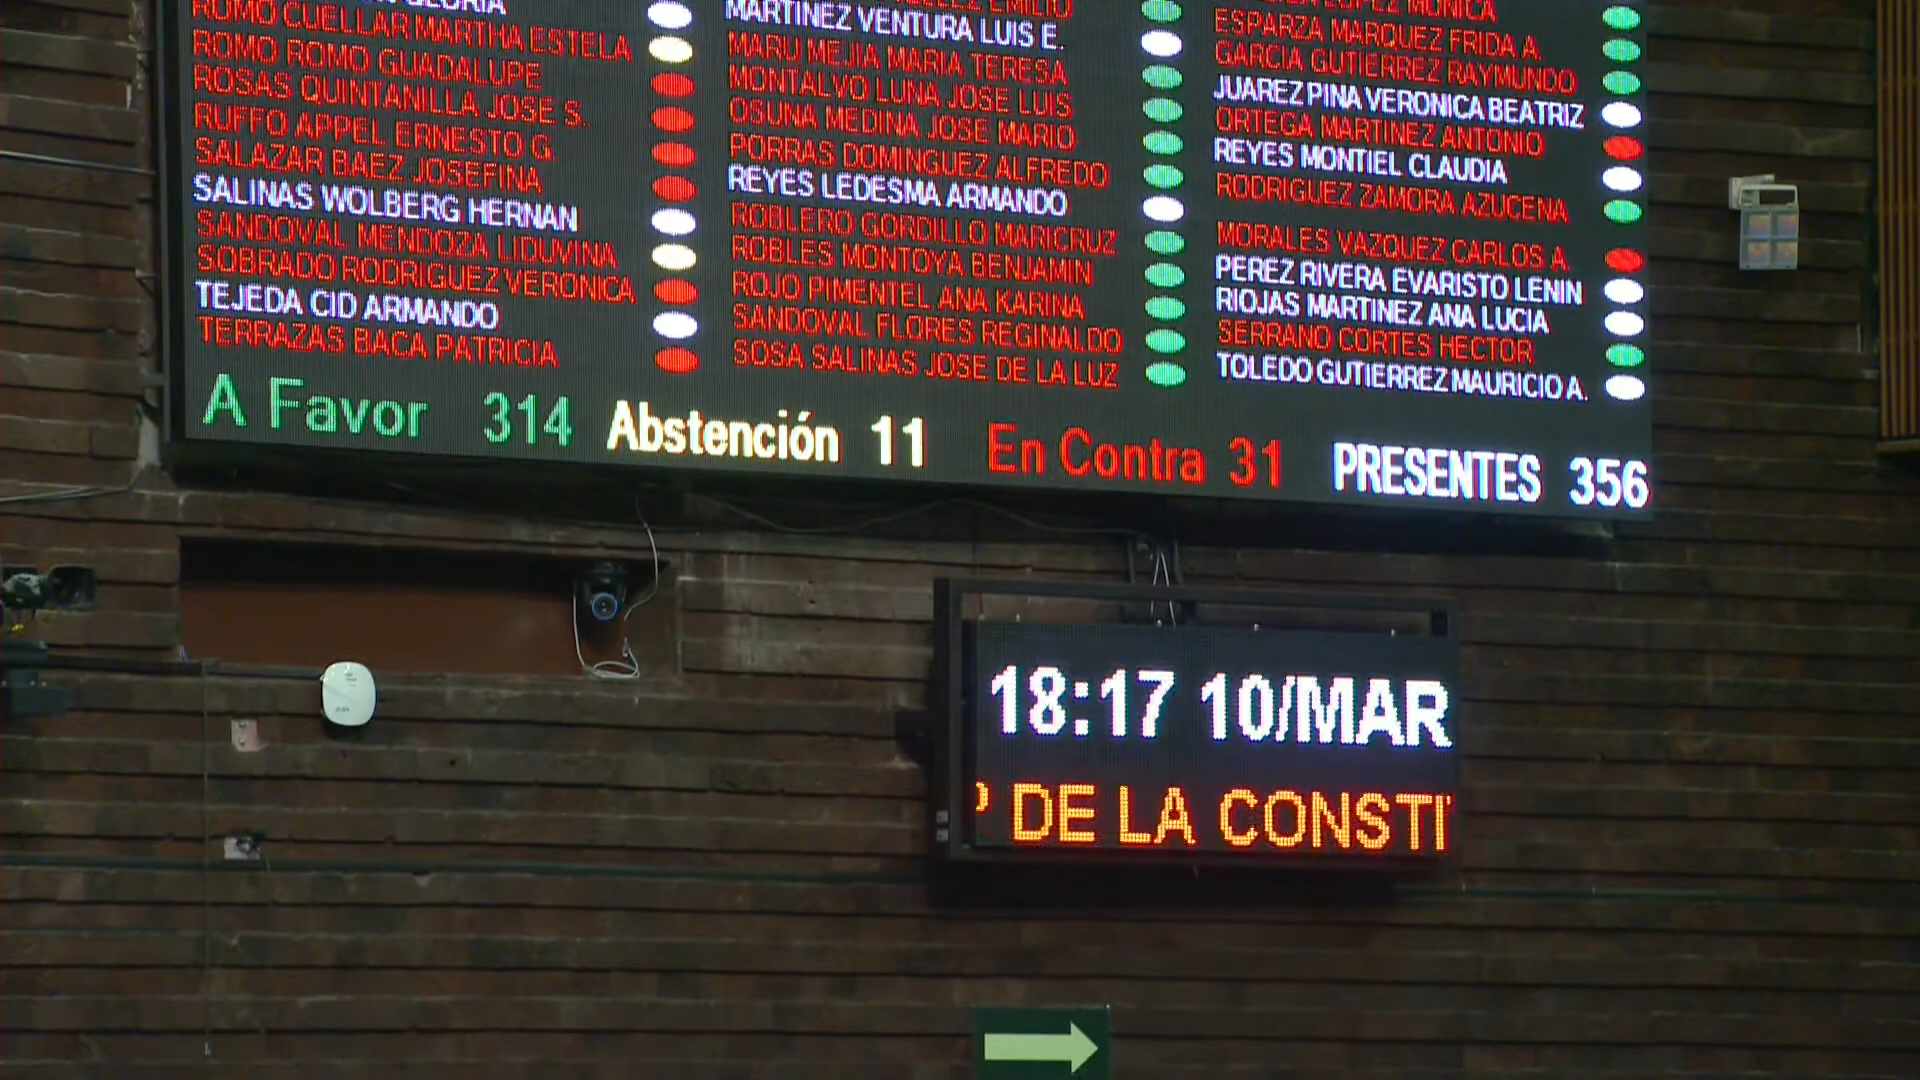 GLORIA
ROMO CUELLAR MARTHA ESTELA
ROMO ROMO GUADALUPE
ROSAS QUINTANILLA JOSE S.
RUFFO APPEL ERNESTO G
SALAZAR BAEZ JOSEFINA
SALINAS WOLBERG HERNAN
SANDOVAL MENDOZA LIDUVINA
SOBRADO RODRIGUEZ VERONICA
TEJEDA CID ARMANDO
TERRAZAS BACA PATRICIA
EMILIO
MARTINEZ VENTURA LUIS E.
MARU MEJIA MARIA TERESA
MONTALVO LUNA JOSE LUIS
OSUNA MEDINA JOSE MARIO
PORRAS DOMINGUEZ ALFREDO
REYES LEDESMA ARMANDO
ROBLERO GORDILLO MARICRUZ
ROBLES MONTOYA BENJAMIN
ROJO PIMENTEL ANA KARINA
SANDOVAL FLORES REGINALDO
SOSA SALINAS JOSE DE LA LUZ
LOPEZ MONICA
ESPARZA MARQUEZ FRIDA A.
GARCIA GUTIERREZ RAYMUNDO
JUAREZ PINA VERONICA BEATRIZ
ORTEGA MARTINEZ ANTONIO
REYES MONTIEL CLAUDIA
RODRIGUEZ ZAMORA AZUCENA
MORALES VAZQUEZ CARLOS A.
PEREZ RIVERA EVARISTO LENIN
RIOJAS MARTINEZ ANA LUCIA
SERRANO CORTES HECTOR
TOLEDO GUTIERREZ MAURICIO A.
A Favor 314 Abstención 11 En Contra 31 PRESENTES 356
18:17 10/MAR
DE LA CONSTI